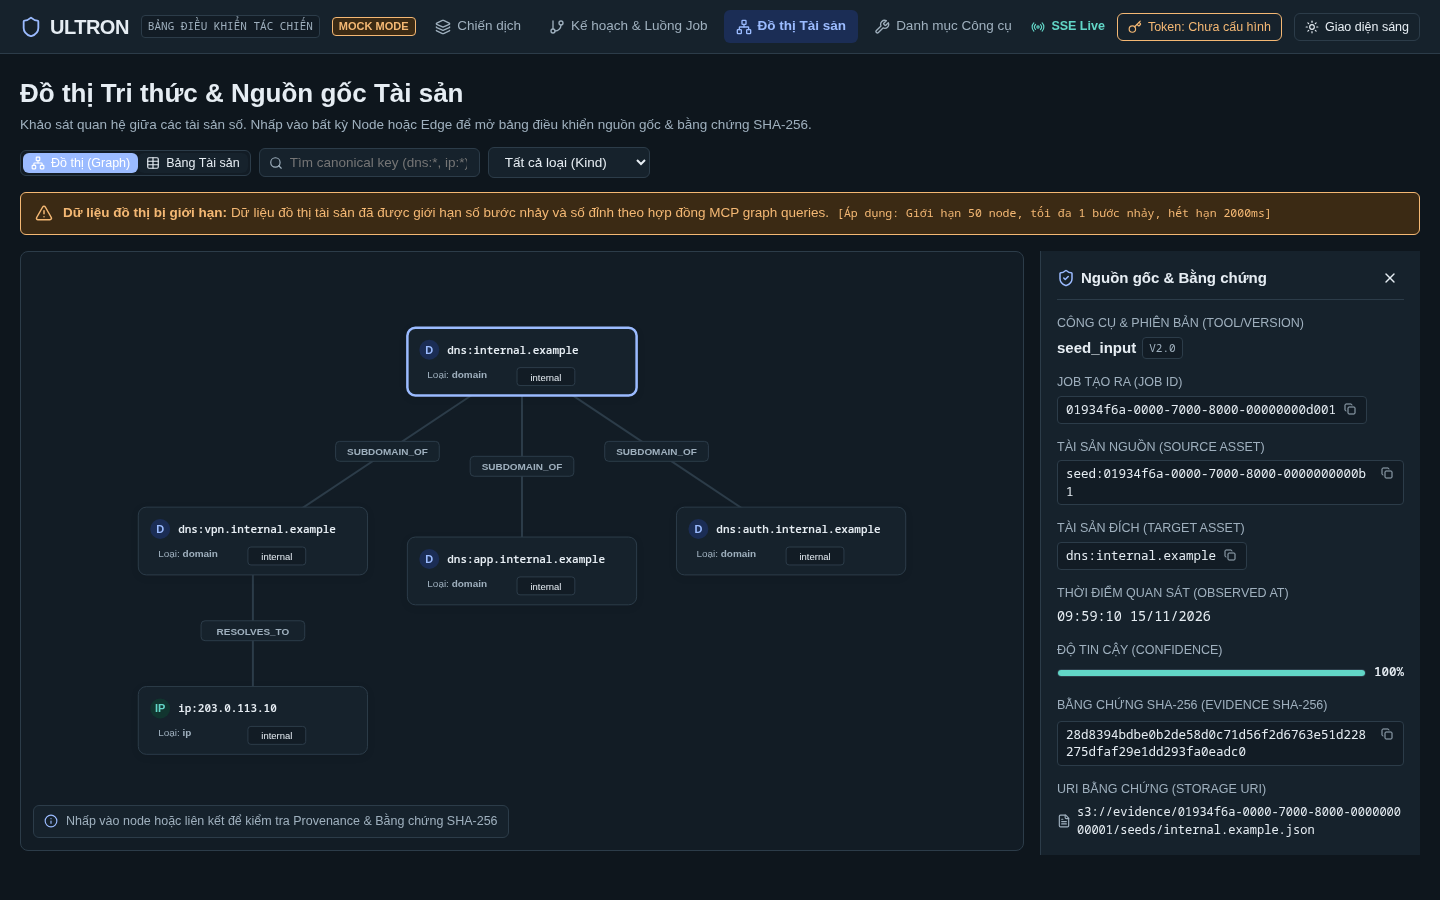 ULTRON
BẢNG ĐIỀU KHIỂN TÁC CHIẾN
MOCK MODE
Chiến dịch
Kế hoạch & Luồng Job
Đồ thị Tài sản
Danh mục Công cụ
SSE Live
Token: Chưa cấu hình
Giao diện sáng
Đồ thị Tri thức & Nguồn gốc Tài sản
Khảo sát quan hệ giữa các tài sản số. Nhấp vào bất kỳ Node hoặc Edge để mở bảng điều khiển nguồn gốc & bằng chứng SHA-256.
Đồ thị (Graph)
Bảng Tài sản
Tìm canonical key (dns:*, ip:*)
Tất cả loại (Kind)
Dữ liệu đồ thị bị giới hạn: Dữ liệu đồ thị tài sản đã được giới hạn số bước nhảy và số đỉnh theo hợp đồng MCP graph queries. [Áp dụng: Giới hạn 50 node, tối đa 1 bước nhảy, hết hạn 2000ms]
D dns:internal.example
Loại: domain internal
SUBDOMAIN_OF
SUBDOMAIN_OF
SUBDOMAIN_OF
D dns:vpn.internal.example
Loại: domain internal
D dns:app.internal.example
Loại: domain internal
D dns:auth.internal.example
Loại: domain internal
RESOLVES_TO
IP ip:203.0.113.10
Loại: ip internal
Nhấp vào node hoặc liên kết để kiểm tra Provenance & Bằng chứng SHA-256
Nguồn gốc & Bằng chứng
CÔNG CỤ & PHIÊN BẢN (TOOL/VERSION)
seed_input V2.0
JOB TẠO RA (JOB ID)
01934f6a-0000-7000-8000-00000000d001
TÀI SẢN NGUỒN (SOURCE ASSET)
seed:01934f6a-0000-7000-8000-0000000000b
1
TÀI SẢN ĐÍCH (TARGET ASSET)
dns:internal.example
THỜI ĐIỂM QUAN SÁT (OBSERVED AT)
09:59:10 15/11/2026
ĐỘ TIN CẬY (CONFIDENCE)
100%
BẰNG CHỨNG SHA-256 (EVIDENCE SHA-256)
28d8394bdbe0b2de58d0c71d56f2d6763e51d228
275dfaf29e1dd293fa0eadc0
URI BẰNG CHỨNG (STORAGE URI)
s3://evidence/01934f6a-0000-7000-8000-0000000
00001/seeds/internal.example.json